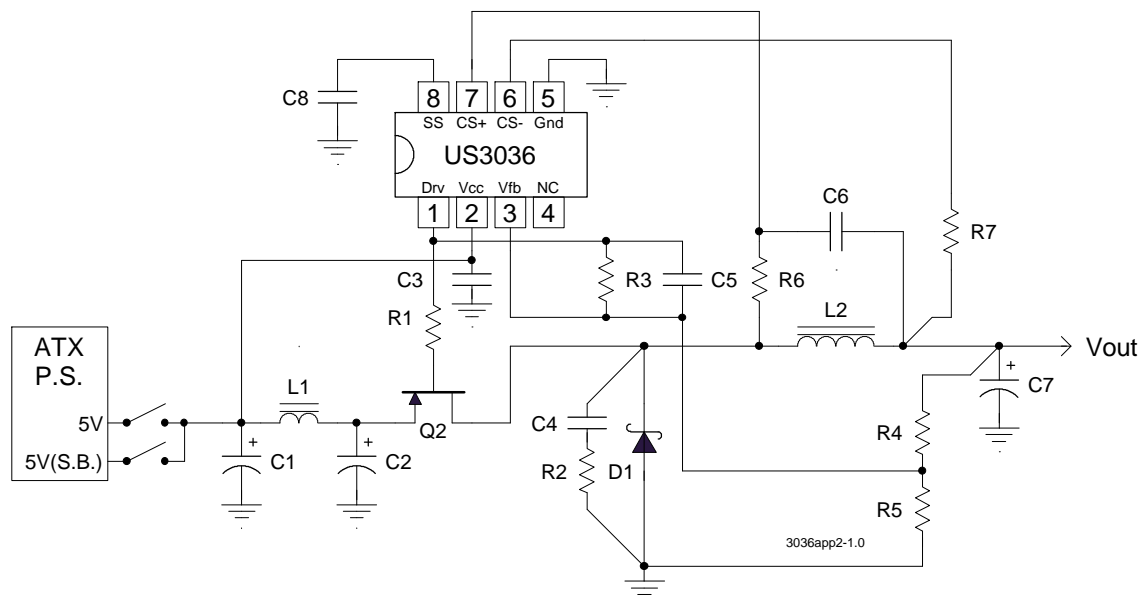 C8
8
7
6
5
SS
CS+
CS-
Gnd
US3036
Drv
Vcc
Vfb
NC
1
2
3
4
C6
R7
C3
R3
C5
R6
R1
L2
ATX
P.S.
Vout
L1
+
C7
5V
Q2
C4
R4
+
C1
+
C2
5V(S.B.)
R2
D1
R5
3036app2-1.0